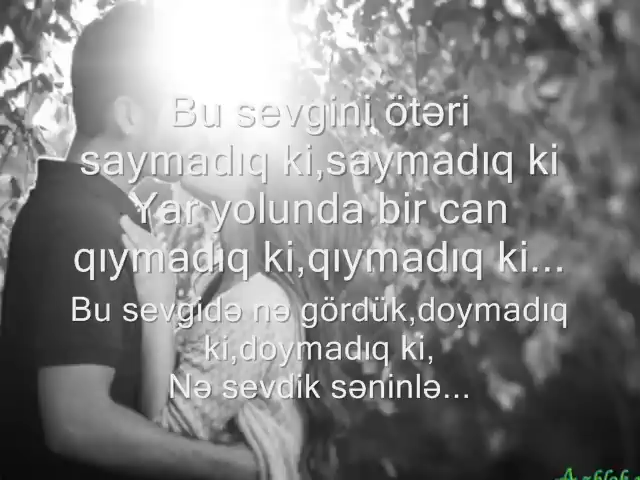 Bu sevgini ötəri
saymadıq ki,saymadıq ki
Yar yolunda bir can
qıymadıq ki,qıymadıq ki...
Bu sevgidə nə gördük,doymadıq
ki,doymadıq ki,
Nə sevdik səninlə...